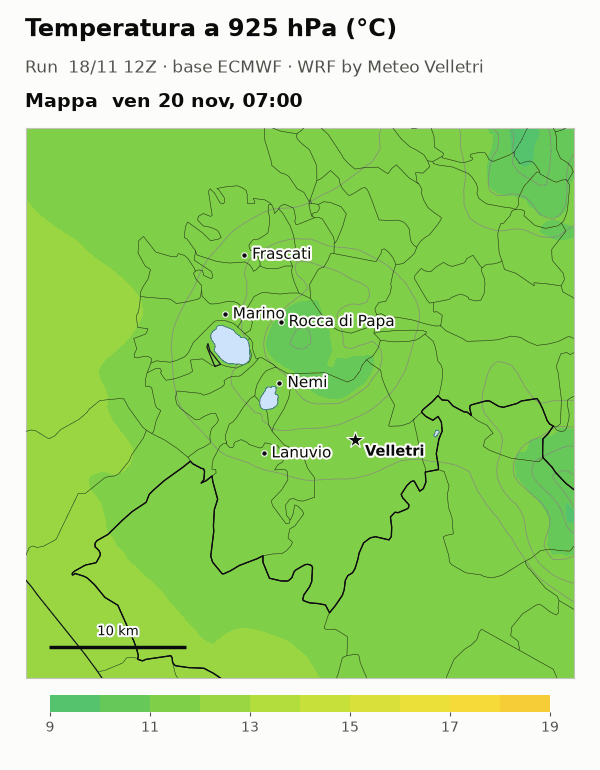 Temperatura a 925 hPa (°C)
Run  18/11 12Z · base ECMWF · WRF by Meteo Velletri
Mappa  ven 20 nov, 07:00
Frascati
Marino
Rocca di Papa
Nemi
Velletri
Lanuvio
10 km
9 11 13 15 17 19